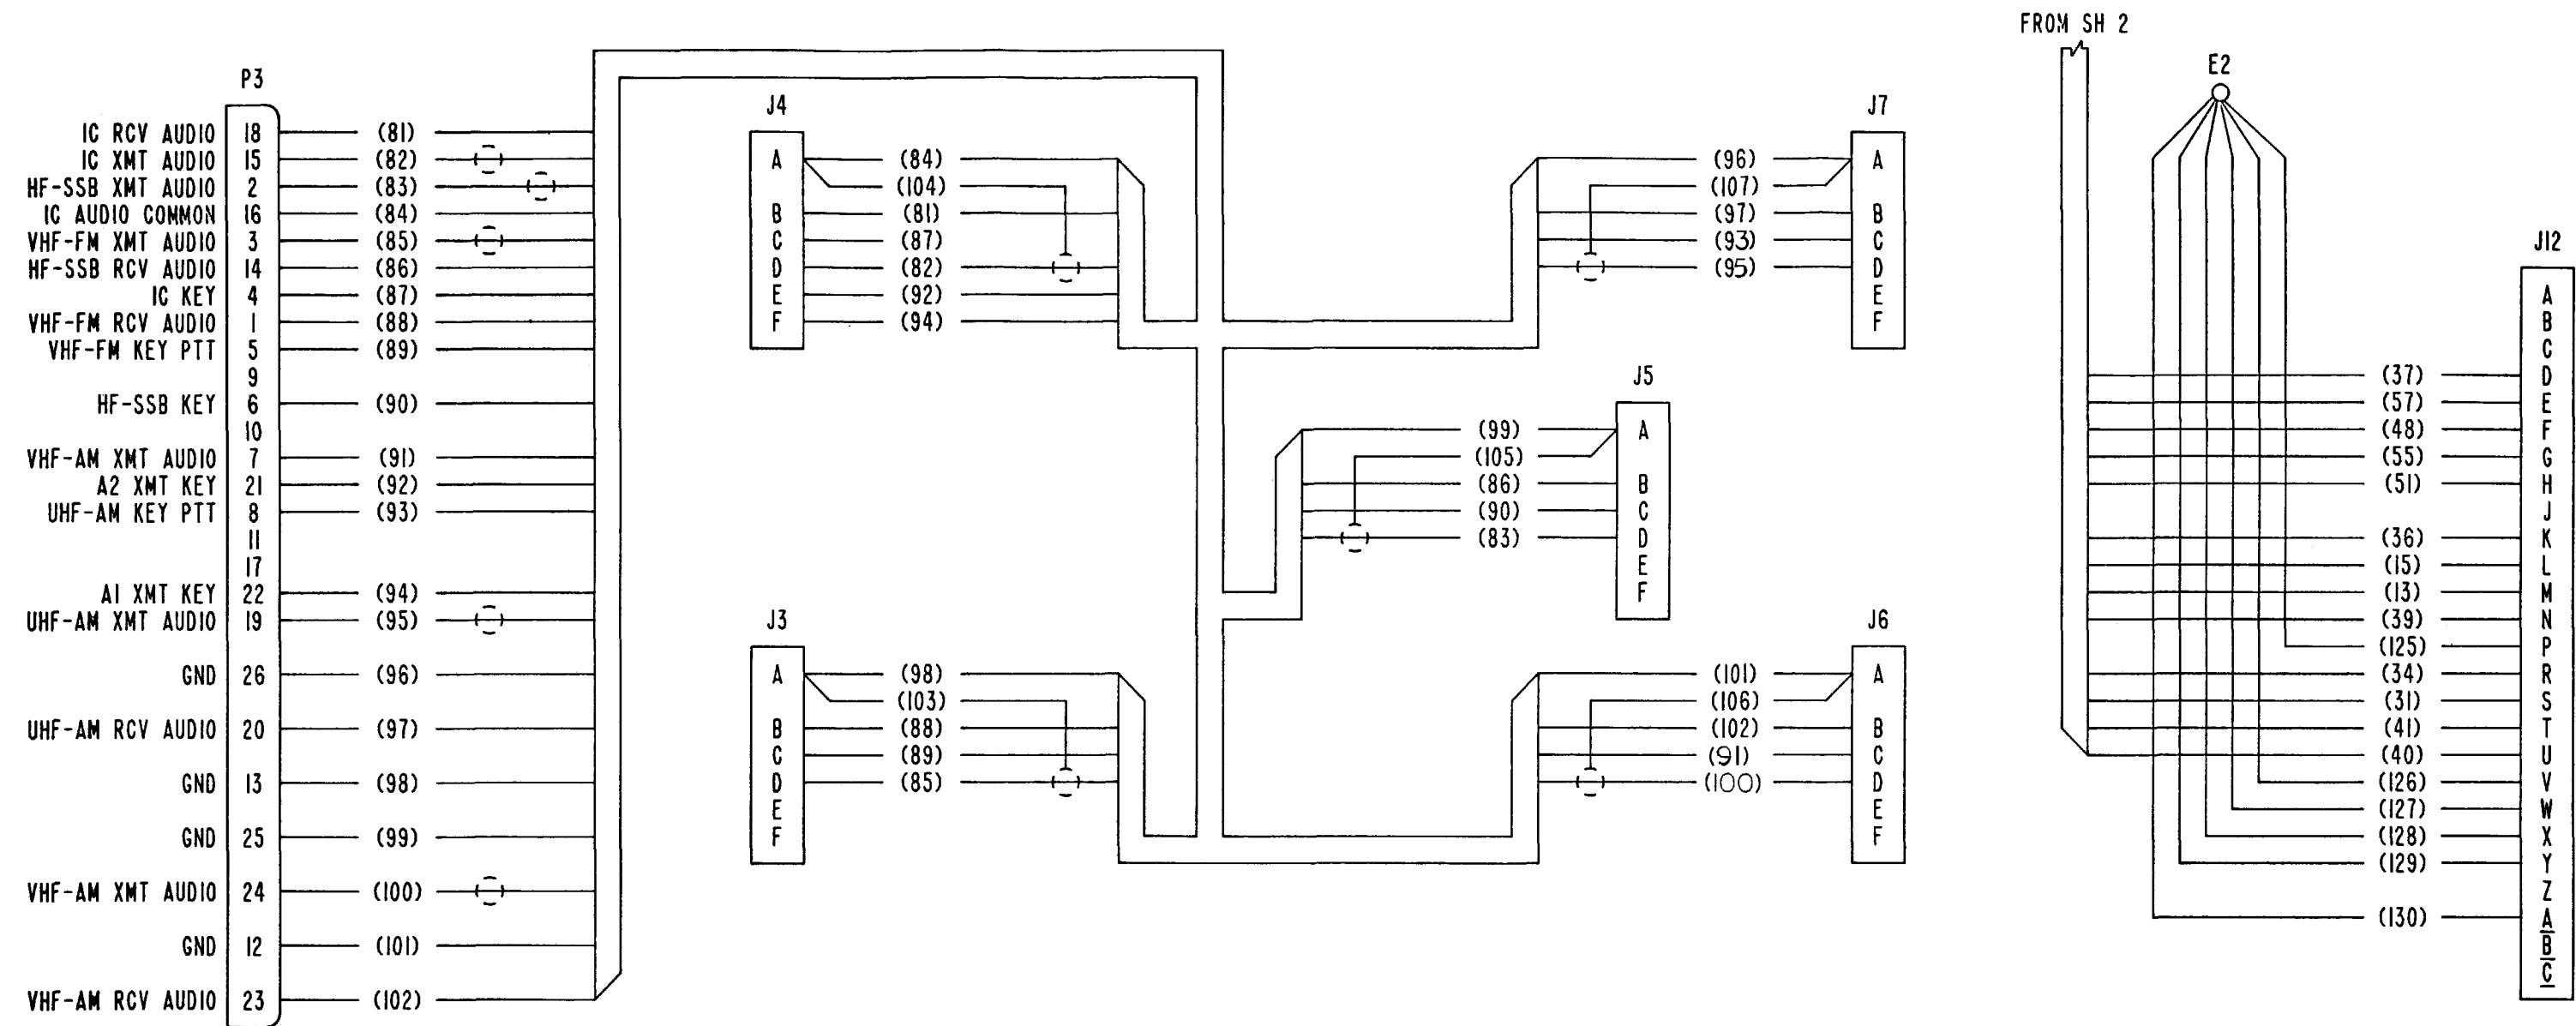 FROM SH 2
P3
IC RCV AUDIO 18 (81)
IC XMT AUDIO 15 (82)
HF-SSB XMT AUDIO 2 (83)
IC AUDIO COMMON 16 (84)
VHF-FM XMT AUDIO 3 (85)
HF-SSB RCV AUDIO 14 (86)
IC KEY 4 (87)
VHF-FM RCV AUDIO 1 (88)
VHF-FM KEY PTT 5 (89)
9
HF-SSB KEY 6 (90)
10
VHF-AM XMT AUDIO 7 (91)
A2 XMT KEY 21 (92)
UHF-AM KEY PTT 8 (93)
11
17
A1 XMT KEY 22 (94)
UHF-AM XMT AUDIO 19 (95)
GND 26 (96)
UHF-AM RCV AUDIO 20 (97)
GND 13 (98)
GND 25 (99)
VHF-AM XMT AUDIO 24 (100)
GND 12 (101)
VHF-AM RCV AUDIO 23 (102)
J4
A (84)
(104)
B (81)
C (87)
D (82)
E (92)
F (94)
J3
A (98)
(103)
B (88)
C (89)
D (85)
E
F
J7
(96) A
(107)
(97) B
(93) C
(95) D
E
F
J5
(99) A
(105)
(86) B
(90) C
(83) D
E
F
J6
(101) A
(106)
(102) B
(91) C
(100) D
E
F
E2
J12
A
B
C
(37) D
(57) E
(48) F
(55) G
(51) H
J
(36) K
(15) L
(13) M
(39) N
(125) P
(34) R
(31) S
(41) T
(40) U
(126) V
(127) W
(128) X
(129) Y
Z
(130) A
B
C